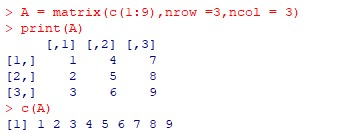 > A = matrix(c(1:9),nrow =3,ncol = 3)
> print(A)
     [,1] [,2] [,3]
[1,]    1    4    7
[2,]    2    5    8
[3,]    3    6    9
> c(A)
[1] 1 2 3 4 5 6 7 8 9